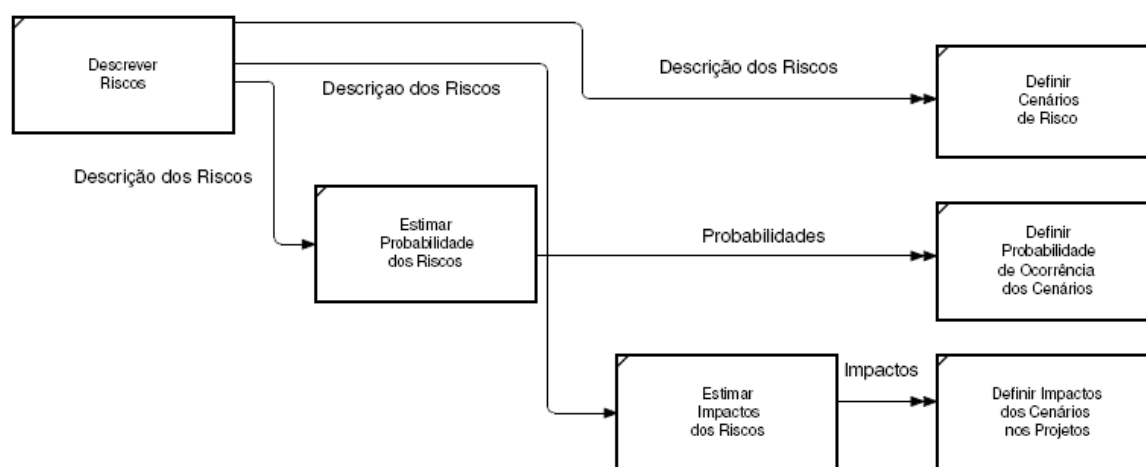 Descrever
Riscos
Descrição dos Riscos
Definir
Cenários
de Risco
Descriçao dos Riscos
Descrição dos Riscos
Estimar
Probabilidade
dos Riscos
Probabilidades
Definir
Probabilidade
de Ocorrência
dos Cenários
Estimar
Impactos
dos Riscos
Impactos
Definir Impactos
dos Cenários
nos Projetos